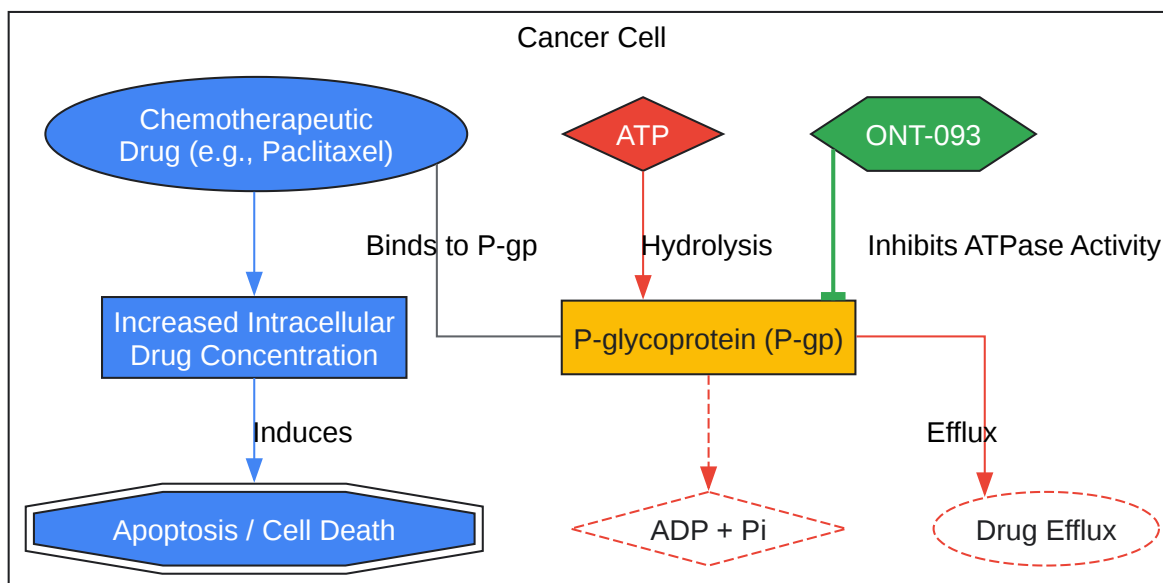 Cancer Cell
Chemotherapeutic
Drug (e.g., Paclitaxel)
ATP
ONT-093
Binds to P-gp
Hydrolysis
Inhibits ATPase Activity
Increased Intracellular
Drug Concentration
P-glycoprotein (P-gp)
Induces
Efflux
Apoptosis / Cell Death
ADP + Pi
Drug Efflux